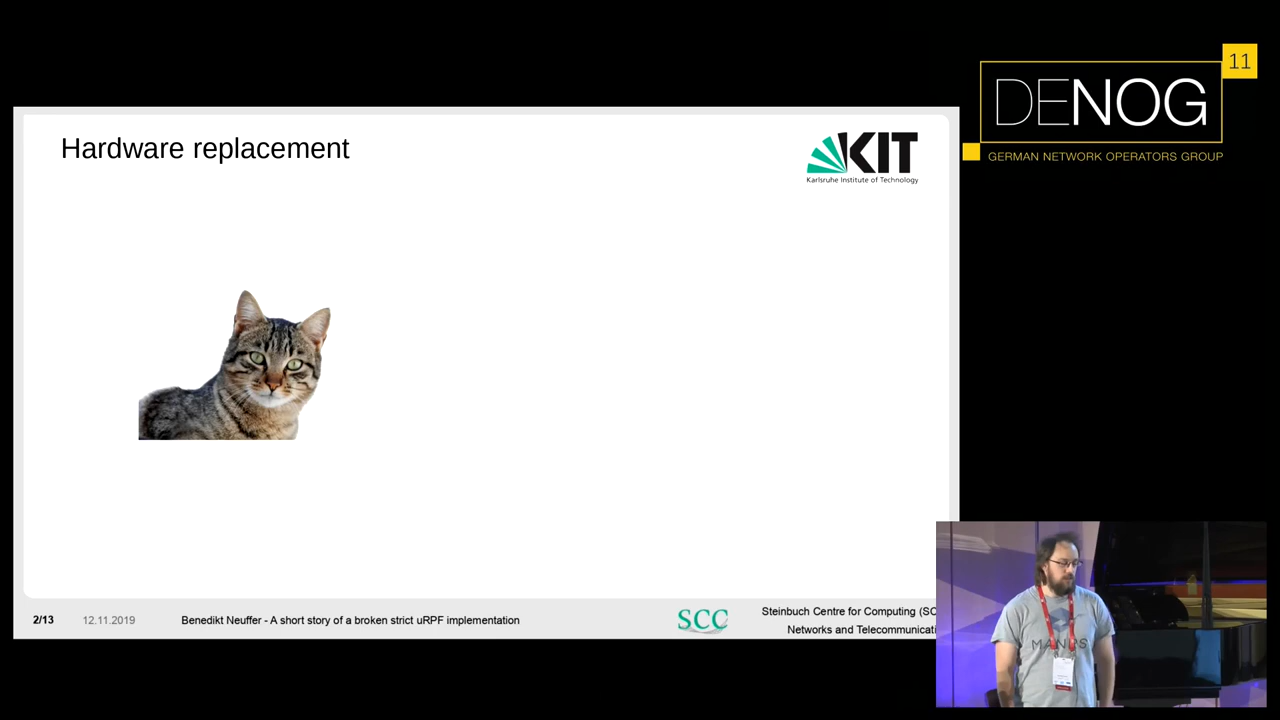 Hardware replacement
KIT
Karlsruhe Institute of Technology
11
DENOG
GERMAN NETWORK OPERATORS GROUP
MANUS
2/13
12.11.2019
Benedikt Neuffer - A short story of a broken strict uRPF implementation
SCC
Steinbuch Centre for Computing (SC
Networks and Telecommunicati